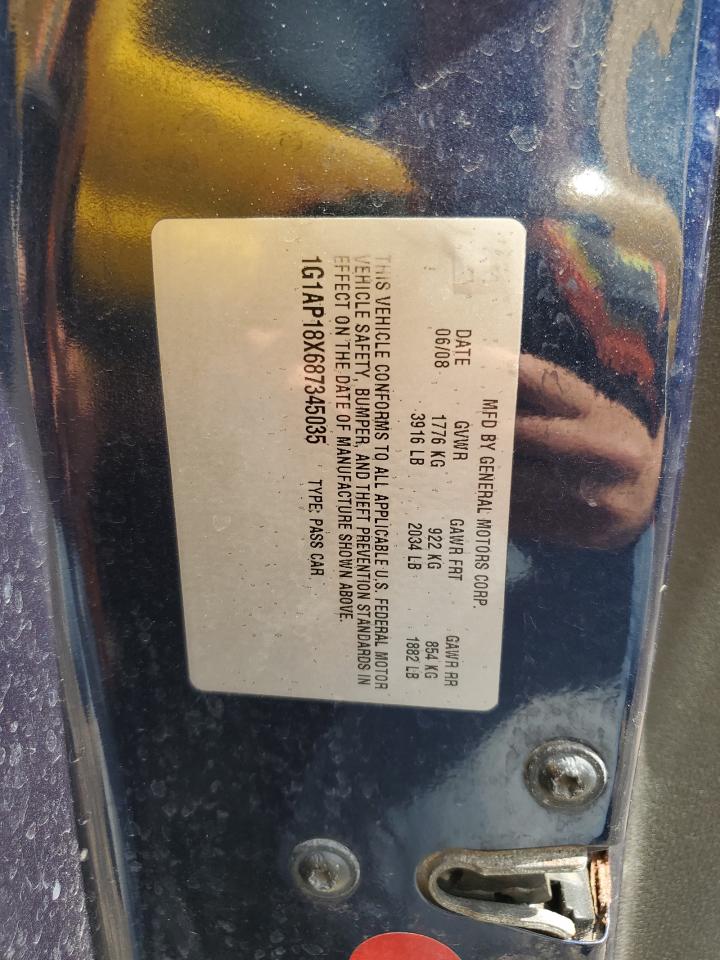 MFD BY GENERAL MOTORS CORP.
DATE GVWR GAWR FRT GAWR RR
06/08 1776 KG 922 KG 854 KG
3916 LB 2034 LB 1882 LB
THIS VEHICLE CONFORMS TO ALL APPLICABLE U.S. FEDERAL MOTOR
VEHICLE SAFETY, BUMPER, AND THEFT PREVENTION STANDARDS IN
EFFECT ON THE DATE OF MANUFACTURE SHOWN ABOVE.
1G1AP18X687345035 TYPE: PASS CAR